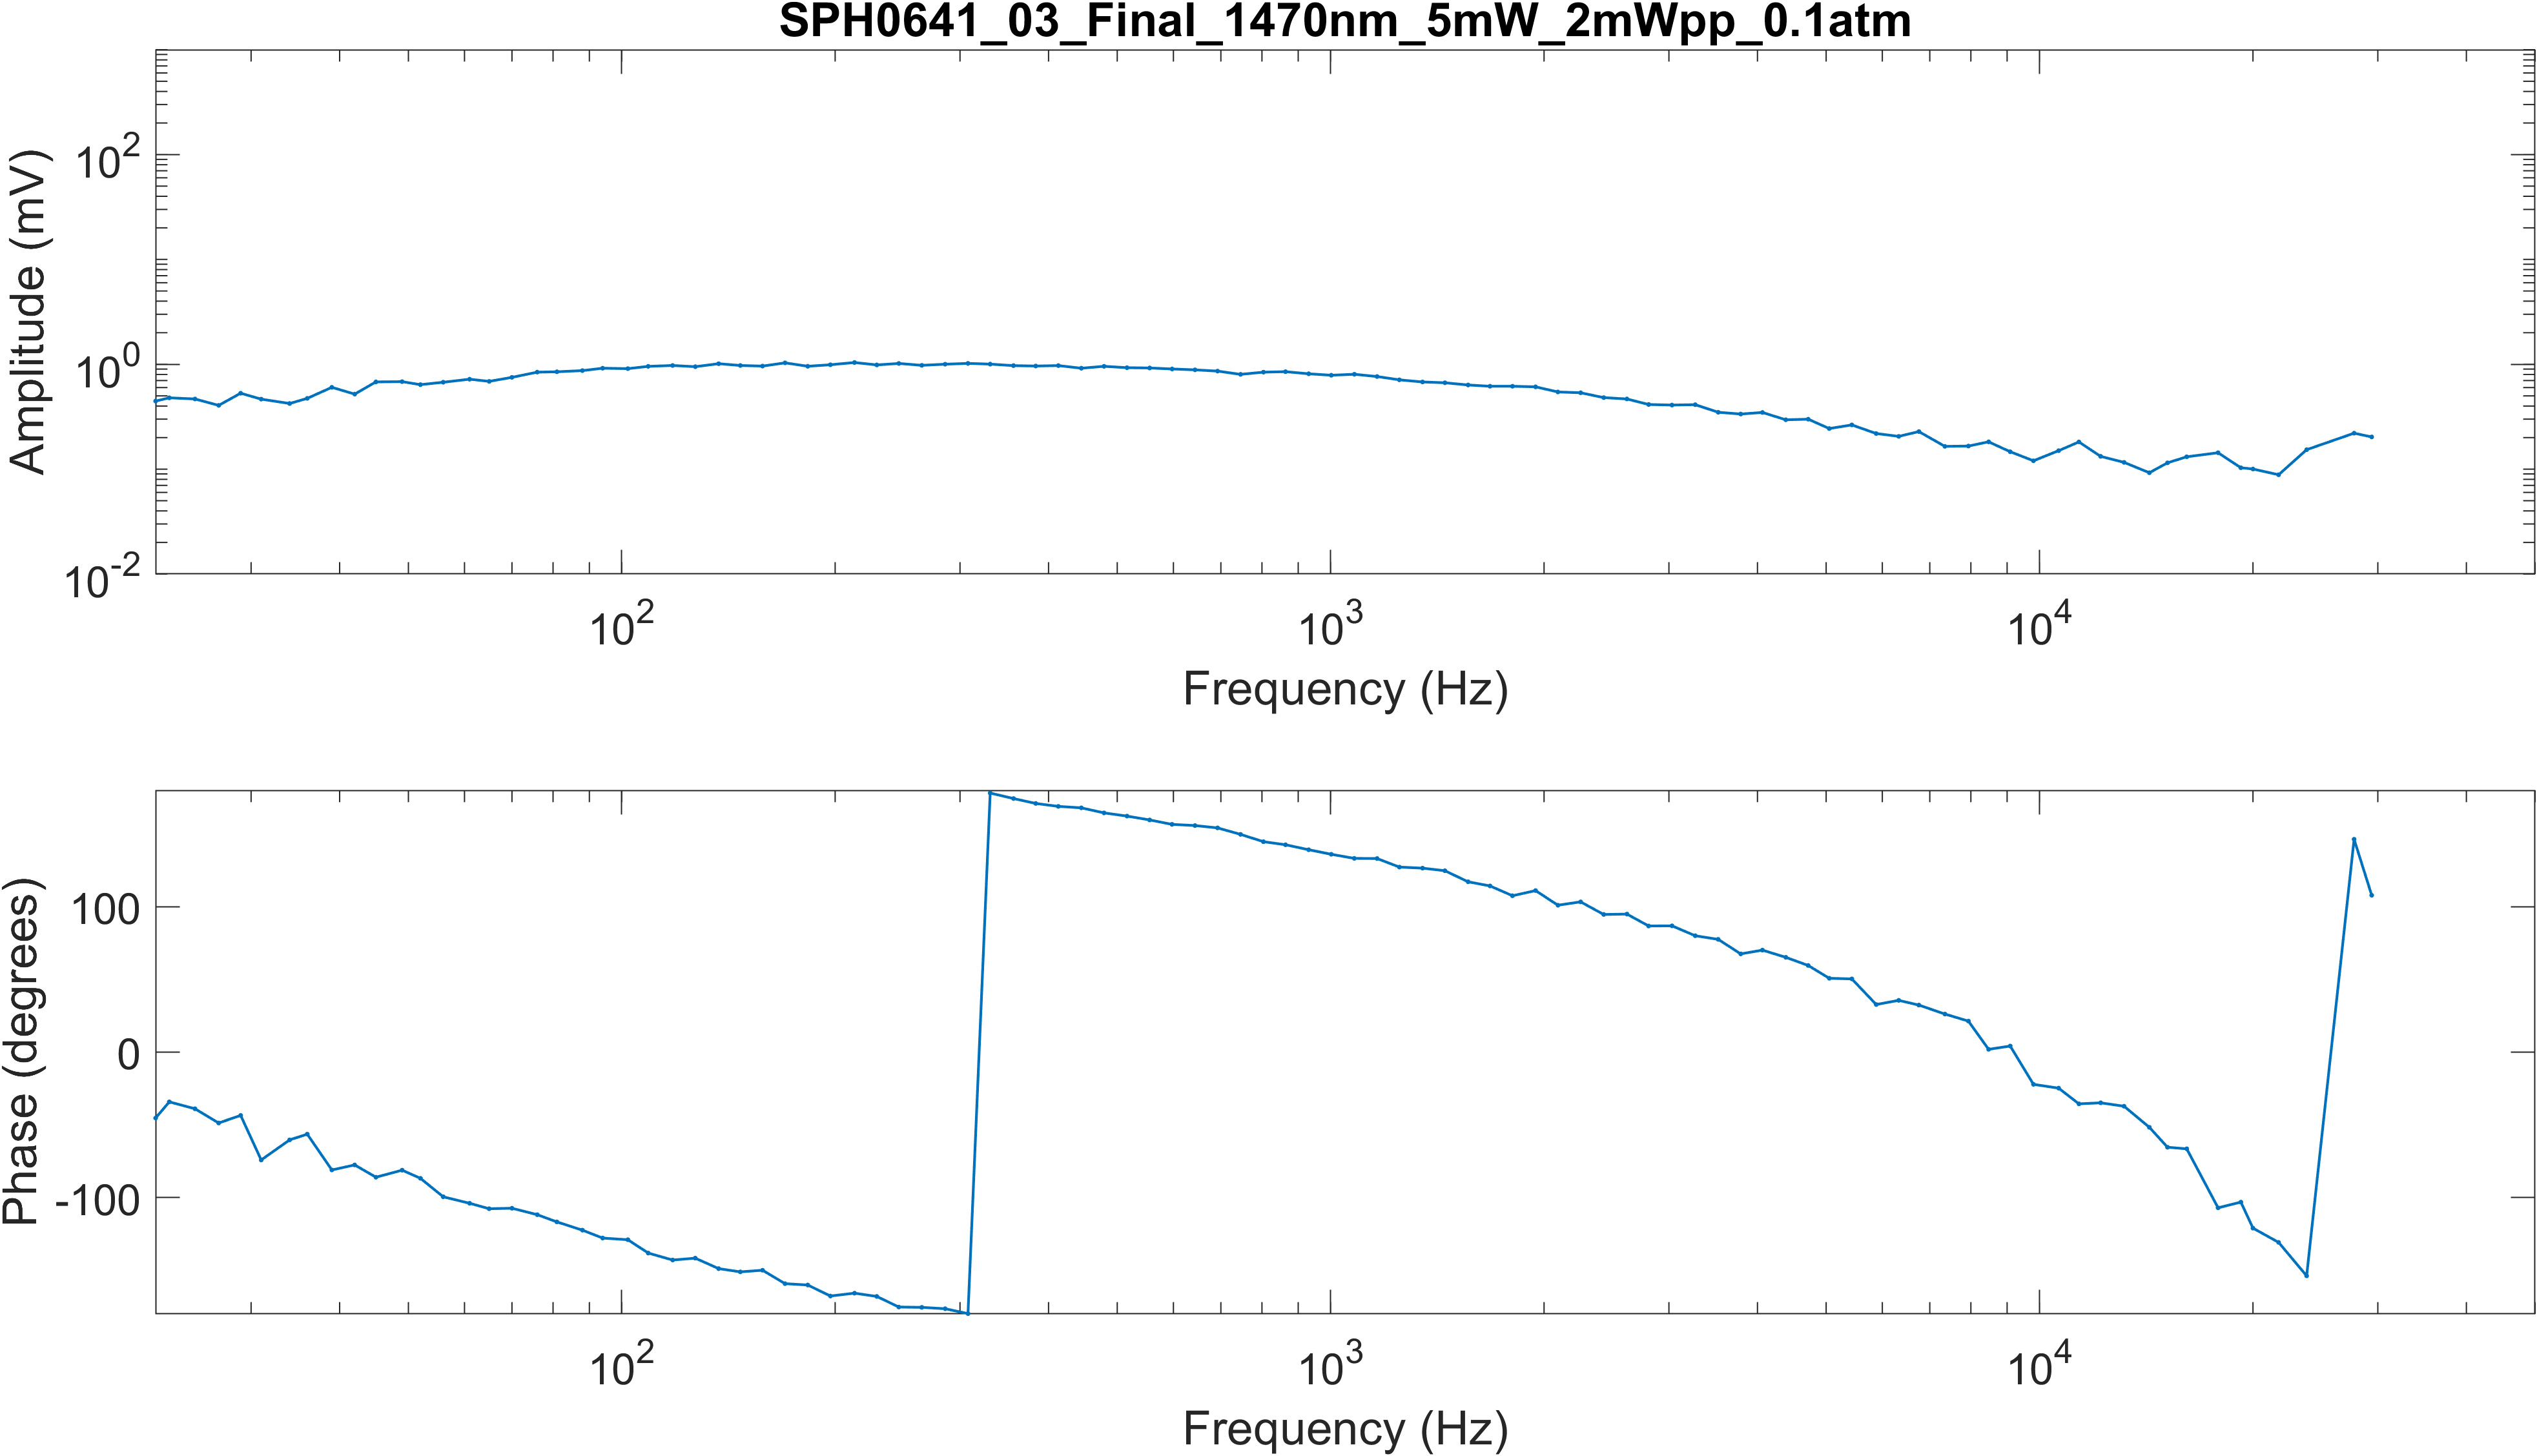 SPH0641_03_Final_1470nm_5mW_2mWpp_0.1atm
Amplitude (mV)
10^2
10^0
10^-2
10^2 10^3 10^4
Frequency (Hz)
Phase (degrees)
100
0
-100
10^2 10^3 10^4
Frequency (Hz)